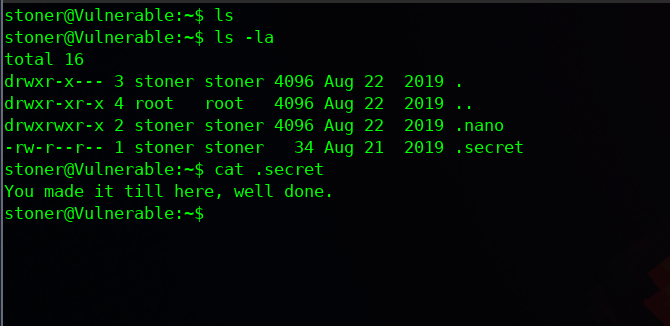 stoner@Vulnerable:~$ ls
stoner@Vulnerable:~$ ls -la
total 16
drwxr-x--- 3 stoner stoner 4096 Aug 22  2019 .
drwxr-xr-x 4 root   root   4096 Aug 22  2019 ..
drwxrwxr-x 2 stoner stoner 4096 Aug 22  2019 .nano
-rw-r--r-- 1 stoner stoner   34 Aug 21  2019 .secret
stoner@Vulnerable:~$ cat .secret
You made it till here, well done.
stoner@Vulnerable:~$